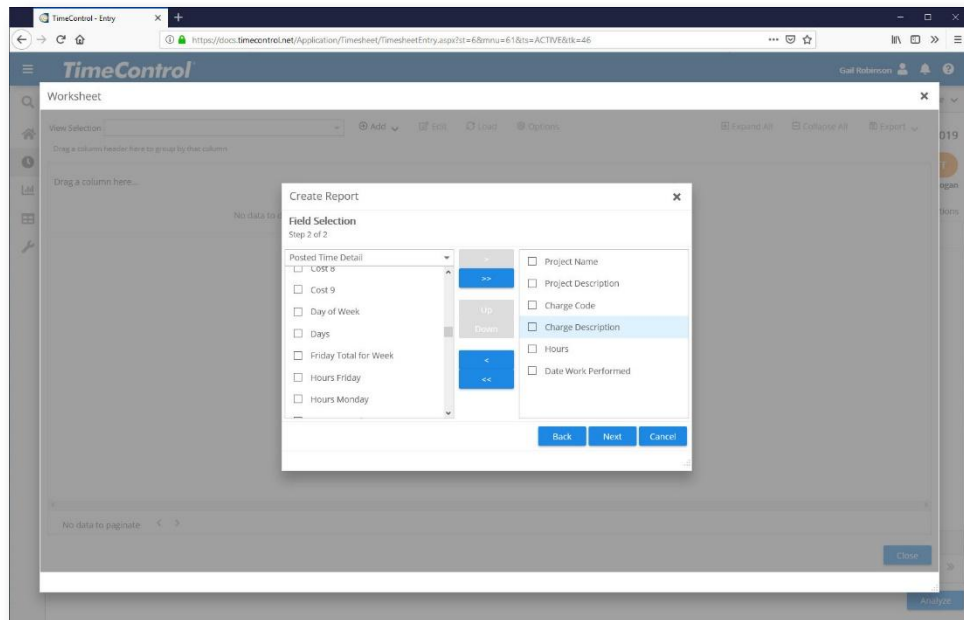 TimeControl - Entry
https://docs.timecontrol.net/Application/Timesheet/TimesheetEntry.aspx?st=6&mnu=61&ts=ACTIVE&tk=46
TimeControl
Gail Robinson
Worksheet
View Selection
Add
Edit
Load
Options
Expand All
Collapse All
Export
019
Drag a column header here to group by that column
Drag a column here...
No data to
ogan
tions
Create Report
Field Selection
Step 2 of 2
Posted Time Detail
Cost 8
Cost 9
Day of Week
Days
Friday Total for Week
Hours Friday
Hours Monday
>
>>
Up
Down
<
<<
Project Name
Project Description
Charge Code
Charge Description
Hours
Date Work Performed
Back
Next
Cancel
No data to paginate
Close
Analyze